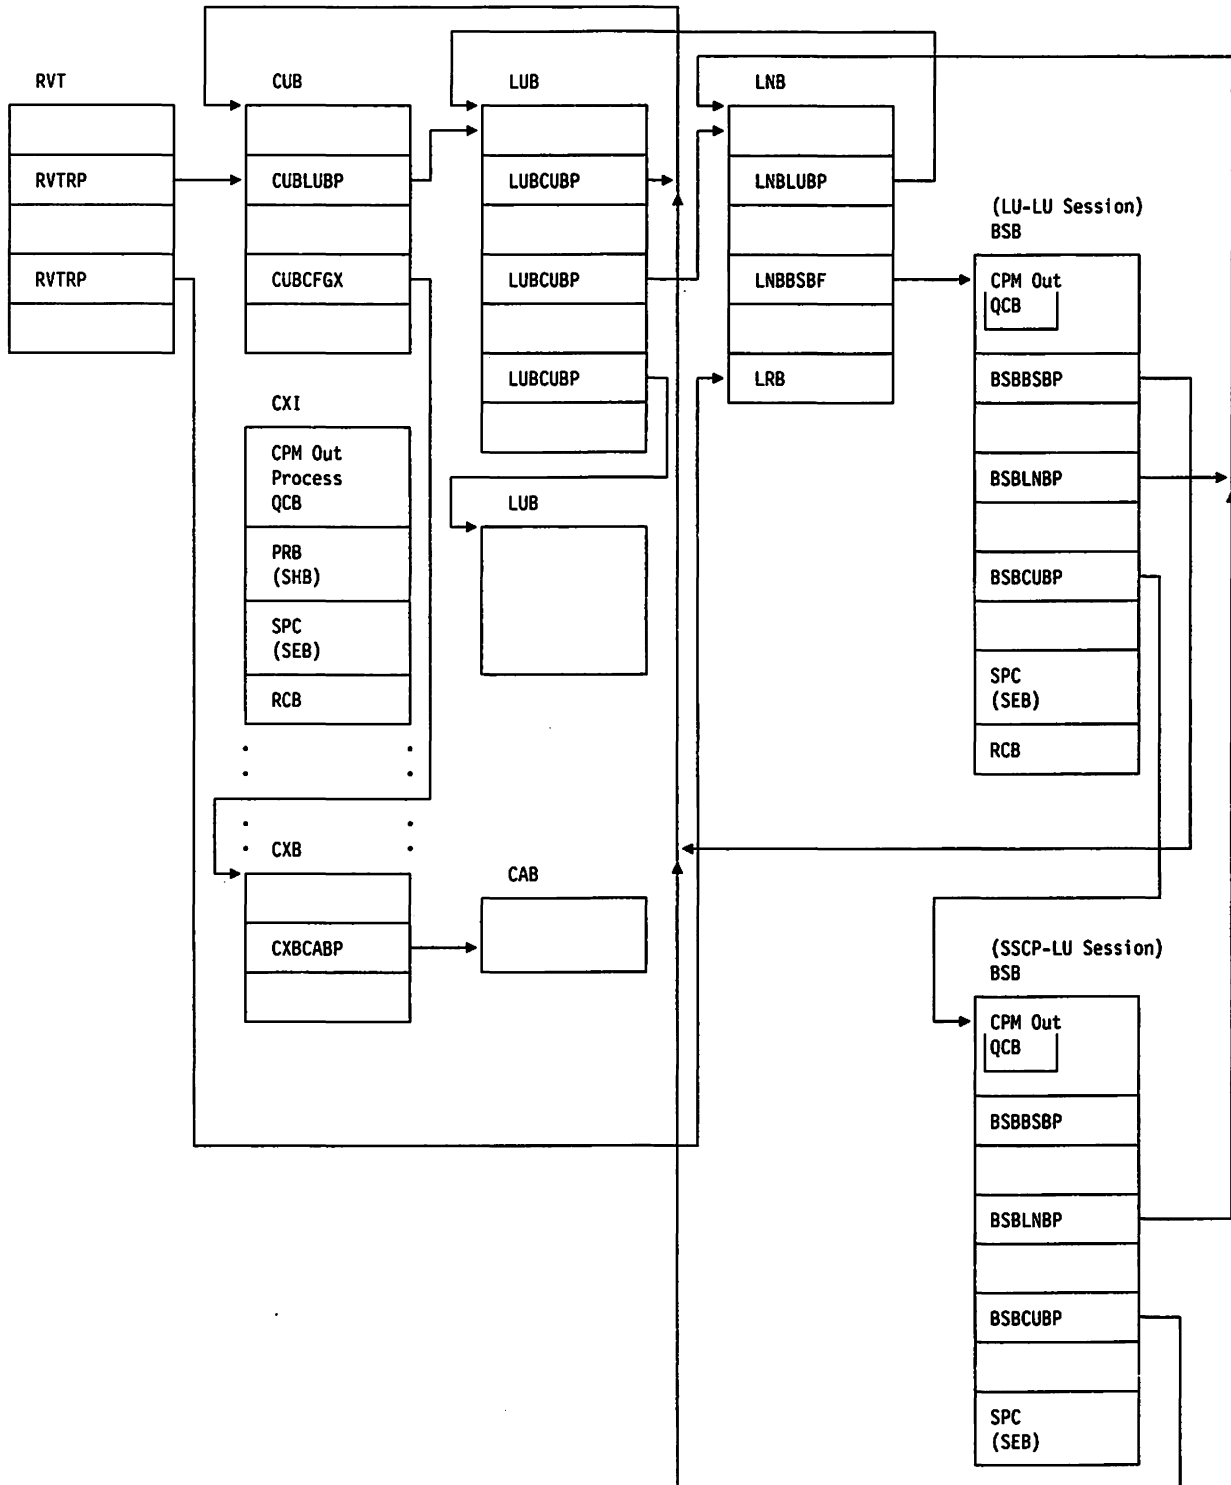 RVT
RVTRP
RVTRP
CUB
CUBLUBP
CUBCFGX
CXI
CPM Out
Process
QCB
PRB
(SHB)
SPC
(SEB)
RCB
CXB
CXBCABP
LUB
LUBCUBP
LUBCUBP
LUBCUBP
LUB
CAB
LNB
LNBLUBP
LNBBSBF
LRB
(LU-LU Session)
BSB
CPM Out
QCB
BSBBSBP
BSBLNBP
BSBCUBP
SPC
(SEB)
RCB
(SSCP-LU Session)
BSB
CPM Out
QCB
BSBBSBP
BSBLNBP
BSBCUBP
SPC
(SEB)